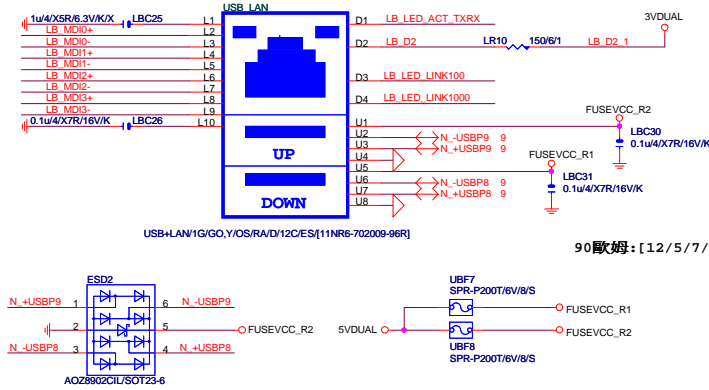 USB_LAN
1u/4/X5R/6.3V/K/X LBC25 L1 D1 LB_LED_ACT_TXRX
LB_MDI0+ L2
LB_MDI0- L3 D2 LB_D2 LR10 150/6/1 LB_D2_1 3VDUAL
LB_MDI1+ L4
LB_MDI1- L5
LB_MDI2+ L6 D3 LB_LED_LINK100
LB_MDI2- L7
LB_MDI3+ L8 D4 LB_LED_LINK1000
LB_MDI3- L9
0.1u/4/X7R/16V/K LBC26 L10
U1 FUSEVCC_R2
U2 N_-USBP9 9
U3 N_+USBP9 9
U4
LBC30
0.1u/4/X7R/16V/K
UP
U5 FUSEVCC_R1
U6 N_-USBP8 9
U7 N_+USBP8 9
U8
LBC31
0.1u/4/X7R/16V/K
DOWN
USB+LAN/1G/GO,Y/OS/RA/D/12C/ES/[11NR6-702009-96R]
90歐姆:[12/5/7/
ESD2
N_+USBP9 1 6 N_-USBP9
2 5 FUSEVCC_R2
N_-USBP8 3 4 N_+USBP8
AOZ8902CIL/SOT23-6
UBF7
SPR-P200T/6V/8/S
FUSEVCC_R1
5VDUAL
FUSEVCC_R2
UBF8
SPR-P200T/6V/8/S